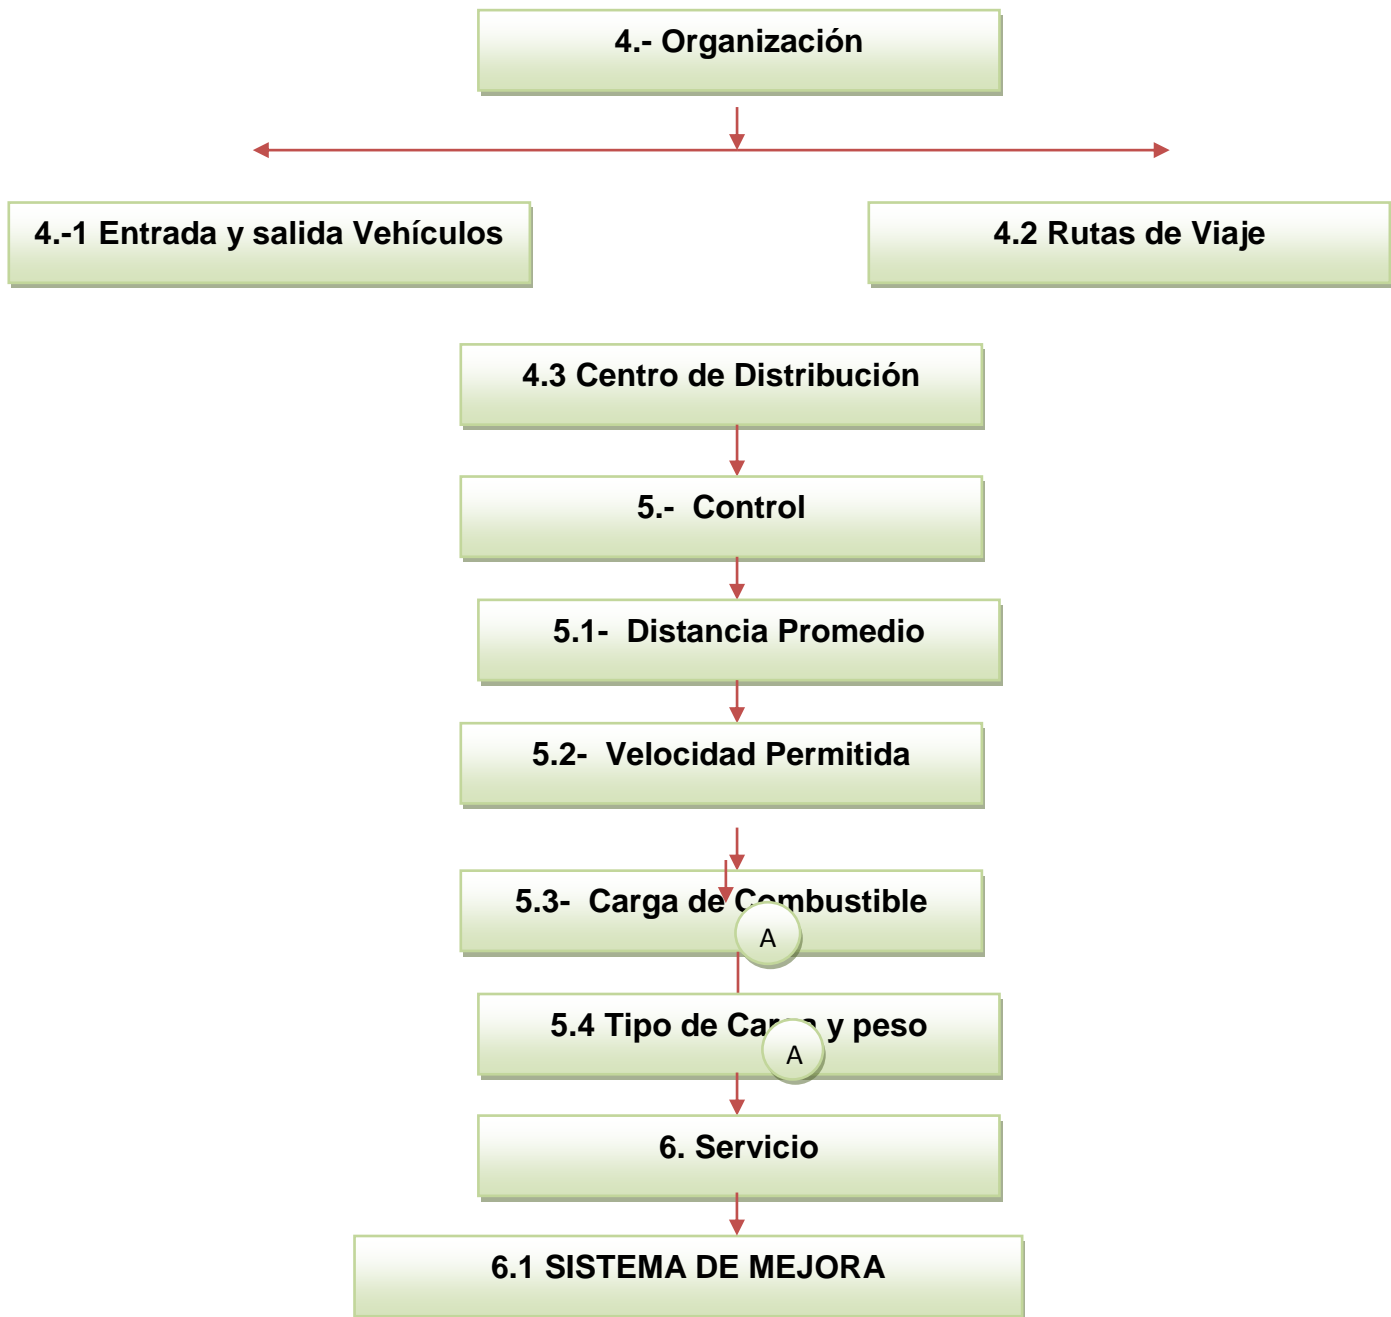 4.- Organización
4.-1 Entrada y salida Vehículos
4.2 Rutas de Viaje
4.3 Centro de Distribución
5.-  Control
5.1-  Distancia Promedio
5.2-  Velocidad Permitida
5.3-  Carga de Combustible
A
5.4 Tipo de Carga y peso
A
6. Servicio
6.1 SISTEMA DE MEJORA